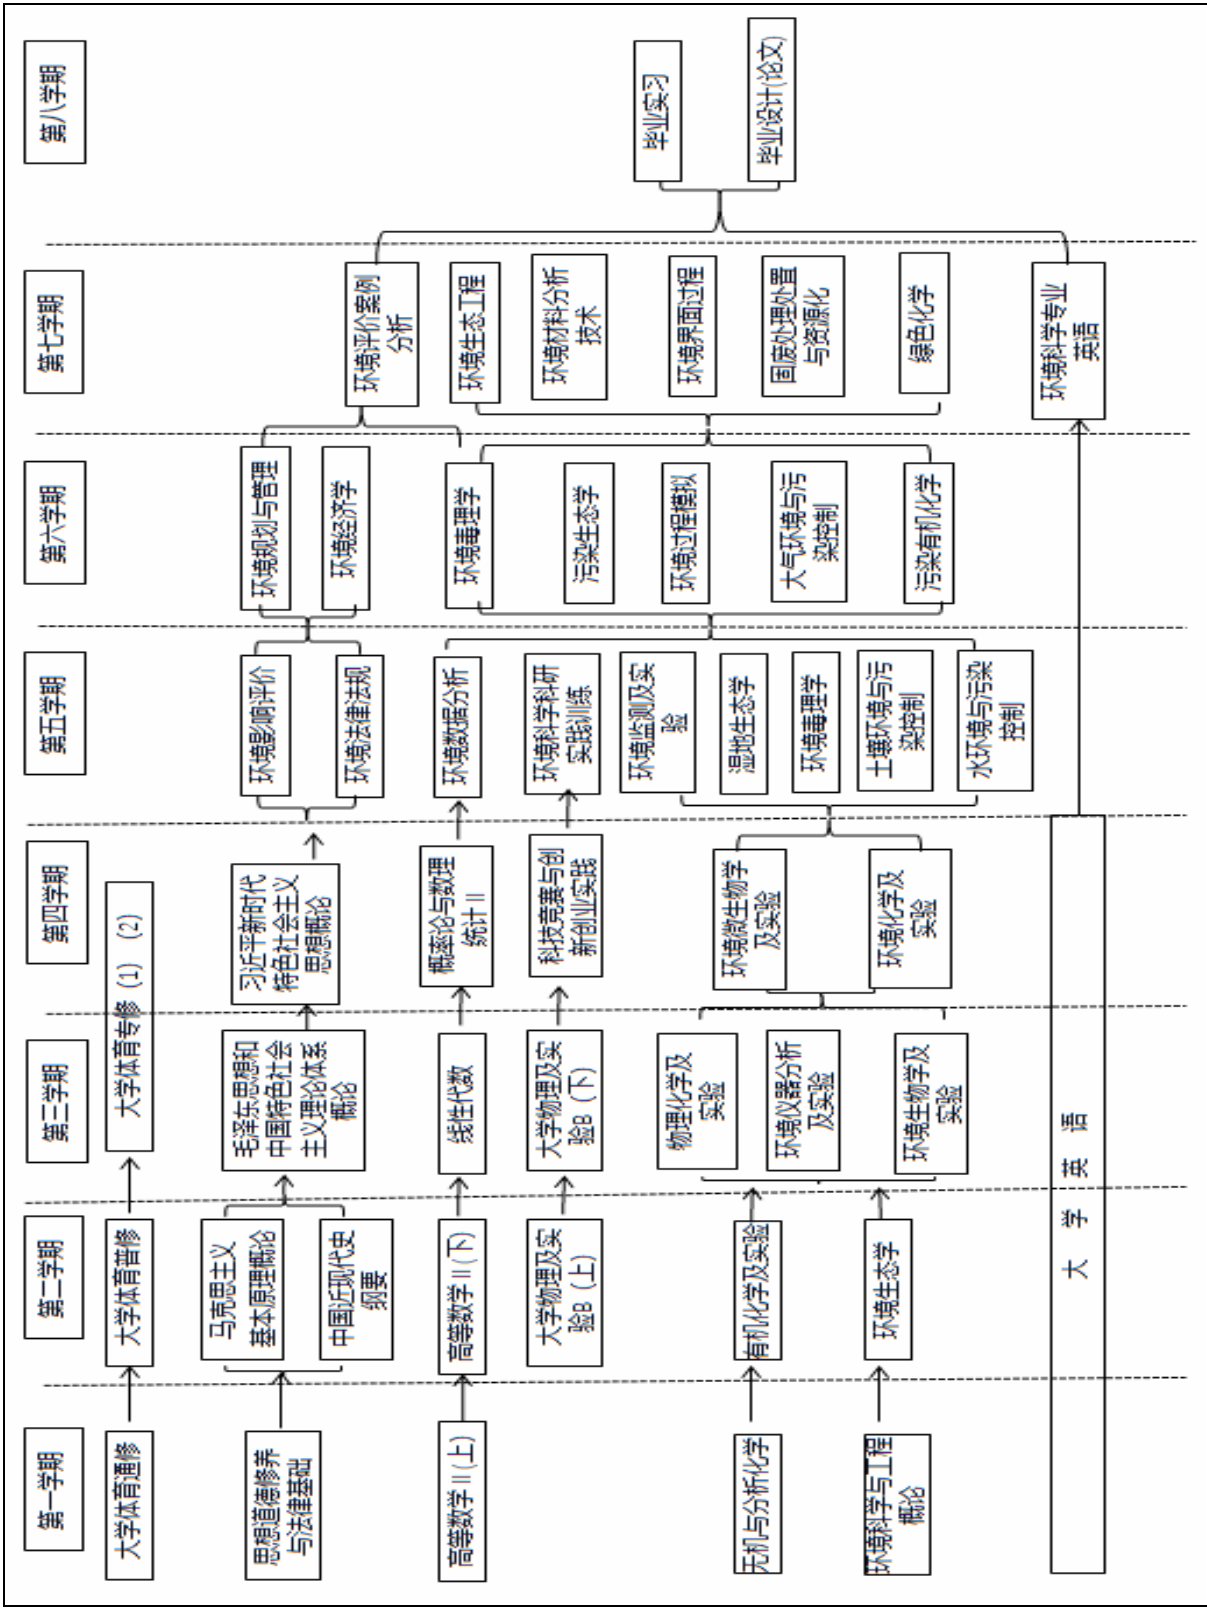 第一学期
大学体育通修
思想道德修养
与法律基础
高等数学Ⅱ(上)
无机与分析化学
环境科学与工程
概论
第二学期
大学体育普修
马克思主义
基本原理概论
中国近现代史
纲要
高等数学Ⅱ(下)
大学物理及实
验B（上）
有机化学及实验
环境生态学
第三学期
大学体育专修（1）（2）
毛泽东思想和
中国特色社会
主义理论体系
概论
线性代数
大学物理及实
验B（下）
物理化学及
实验
环境仪器分析
及实验
环境生物学及
实验
第四学期
习近平新时代
特色社会主义
思想概论
概率论与数理
统计Ⅱ
科技竞赛与创
新创业实践
环境微生物学
及实验
环境化学及
实验
大 学 英 语
第五学期
环境影响评价
环境法律法规
环境数据分析
环境科学科研
实践训练
环境监测及实
验
湿地生态学
环境毒理学
土壤环境与污
染控制
水环境与污染
控制
第六学期
环境规划与管理
环境经济学
环境毒理学
污染生态学
环境过程模拟
大气环境与污
染控制
污染有机化学
第七学期
环境评价案例
分析
环境生态工程
环境材料分析
技术
环境界面过程
固废处理处置
与资源化
绿色化学
环境科学专业
英语
第八学期
毕业实习
毕业设计(论文)